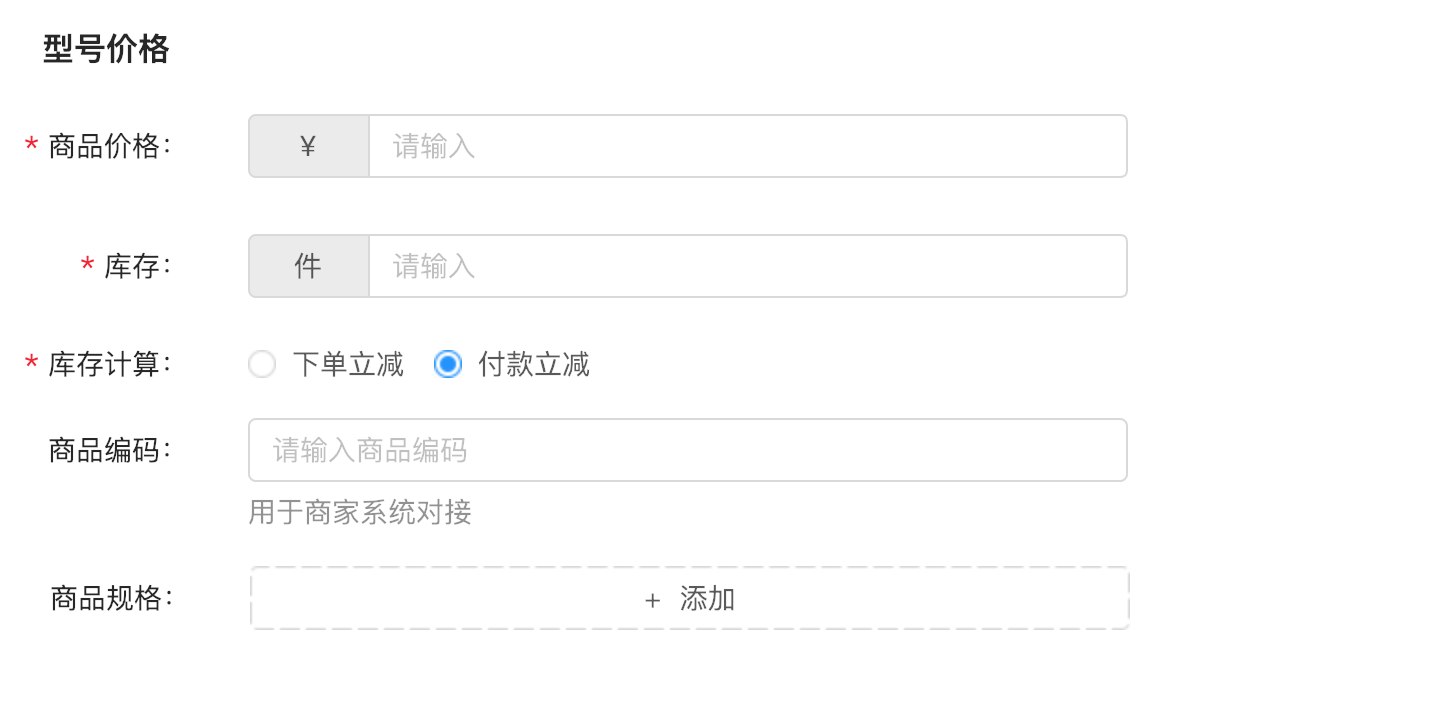 型号价格
* 商品价格: ¥ 请输入
* 库存: 件 请输入
* 库存计算: 下单立减 付款立减
商品编码: 请输入商品编码
用于商家系统对接
商品规格: + 添加